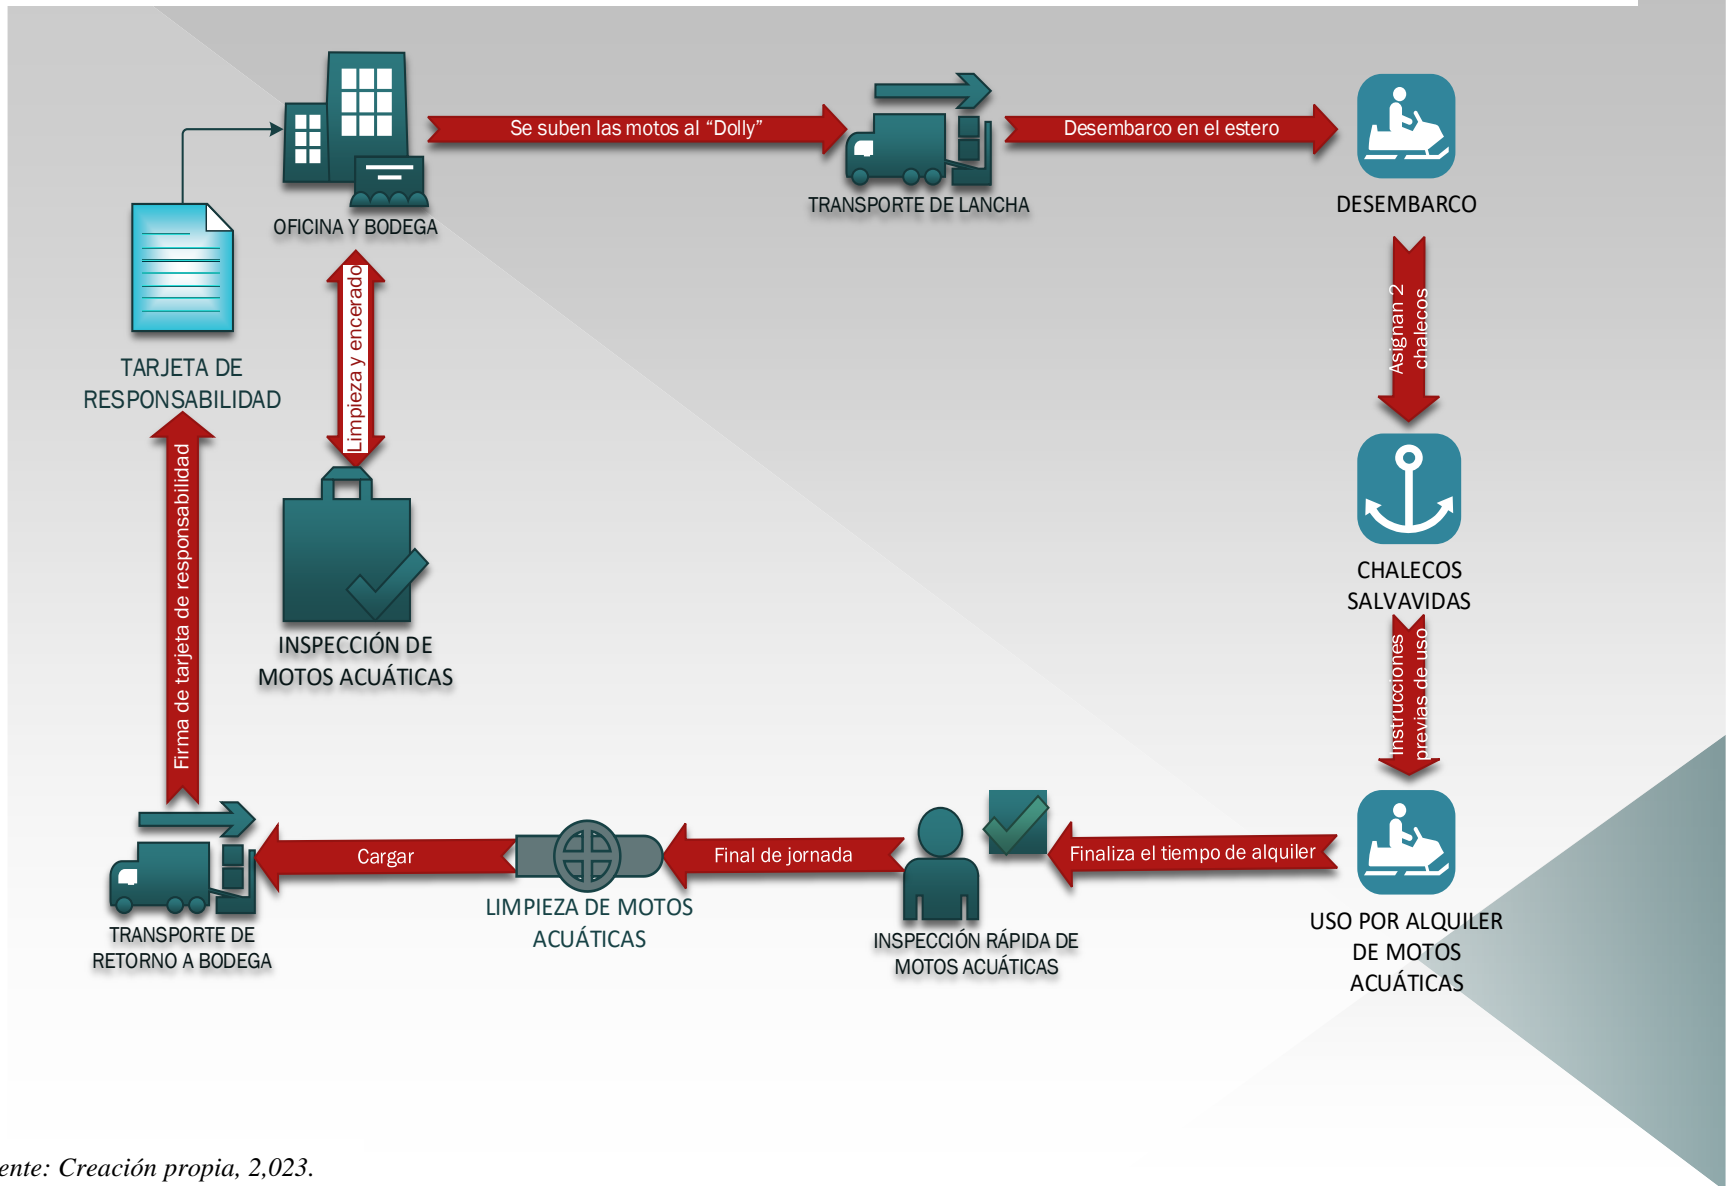 Se suben las motos al “Dolly”
Desembarco en el estero
OFICINA Y BODEGA
TRANSPORTE DE LANCHA
DESEMBARCO
Limpieza y encerado
Asignan 2
chalecos
TARJETA DE
RESPONSABILIDAD
Firma de tarjeta de responsabilidad
INSPECCIÓN DE
MOTOS ACUÁTICAS
CHALECOS
SALVAVIDAS
Instrucciones
previas de uso
Cargar
Final de jornada
Finaliza el tiempo de alquiler
TRANSPORTE DE
RETORNO A BODEGA
LIMPIEZA DE MOTOS
ACUÁTICAS
INSPECCIÓN RÁPIDA DE
MOTOS ACUÁTICAS
USO POR ALQUILER
DE MOTOS
ACUÁTICAS
ente: Creación propia, 2,023.